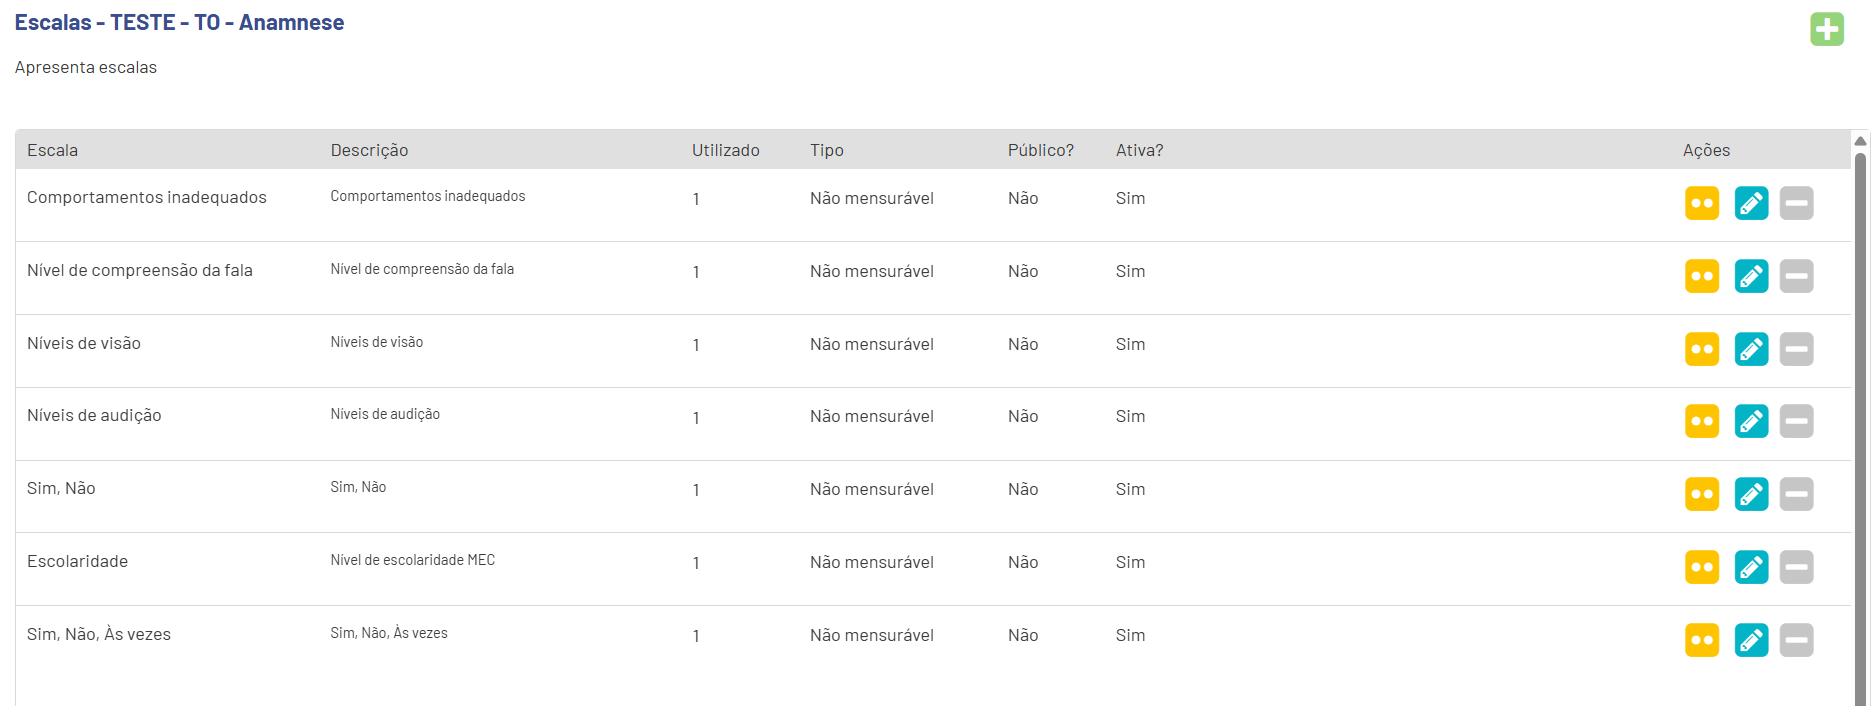 Escalas - TESTE - TO - Anamnese
Apresenta escalas
Escala Descrição Utilizado Tipo Público? Ativa? Ações
Comportamentos inadequados Comportamentos inadequados 1 Não mensurável Não Sim
Nível de compreensão da fala Nível de compreensão da fala 1 Não mensurável Não Sim
Níveis de visão Níveis de visão 1 Não mensurável Não Sim
Níveis de audição Níveis de audição 1 Não mensurável Não Sim
Sim, Não Sim, Não 1 Não mensurável Não Sim
Escolaridade Nível de escolaridade MEC 1 Não mensurável Não Sim
Sim, Não, Às vezes Sim, Não, Às vezes 1 Não mensurável Não Sim